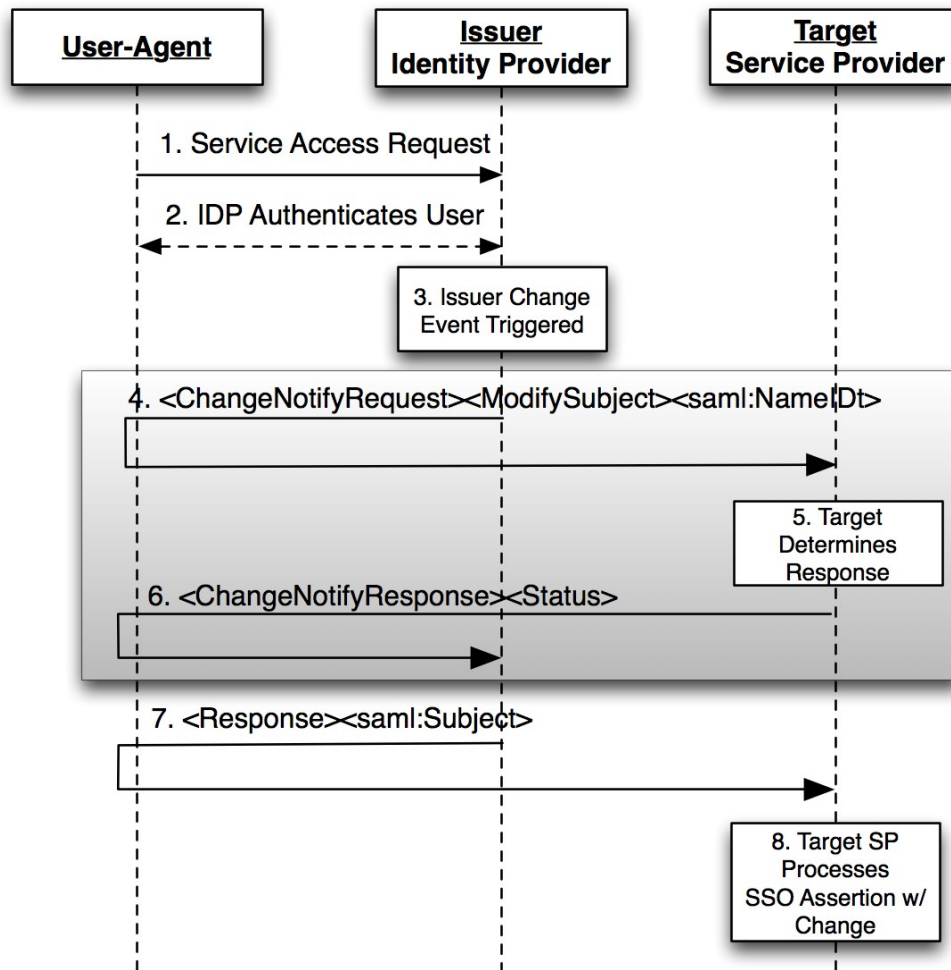 User-Agent
Issuer
Identity Provider
Target
Service Provider
1. Service Access Request
2. IDP Authenticates User
3. Issuer Change
Event Triggered
4. <ChangeNotifyRequest><ModifySubject><saml:NameIDt>
5. Target
Determines
Response
6. <ChangeNotifyResponse><Status>
7. <Response><saml:Subject>
8. Target SP
Processes
SSO Assertion w/
Change